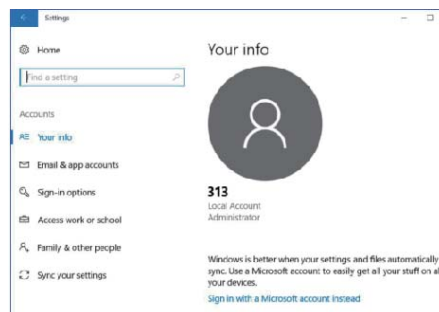 Settings
Home
Your info
Find a setting
Accounts
Your info
Email & app accounts
Sign-in options
Access work or school
Family & other people
Sync your settings
313
Local Account
Administrator
Windows is better when your settings and files automatically
sync. Use a Microsoft account to easily get all your stuff on al
your devices.
Sign in with a Microsoft account instead